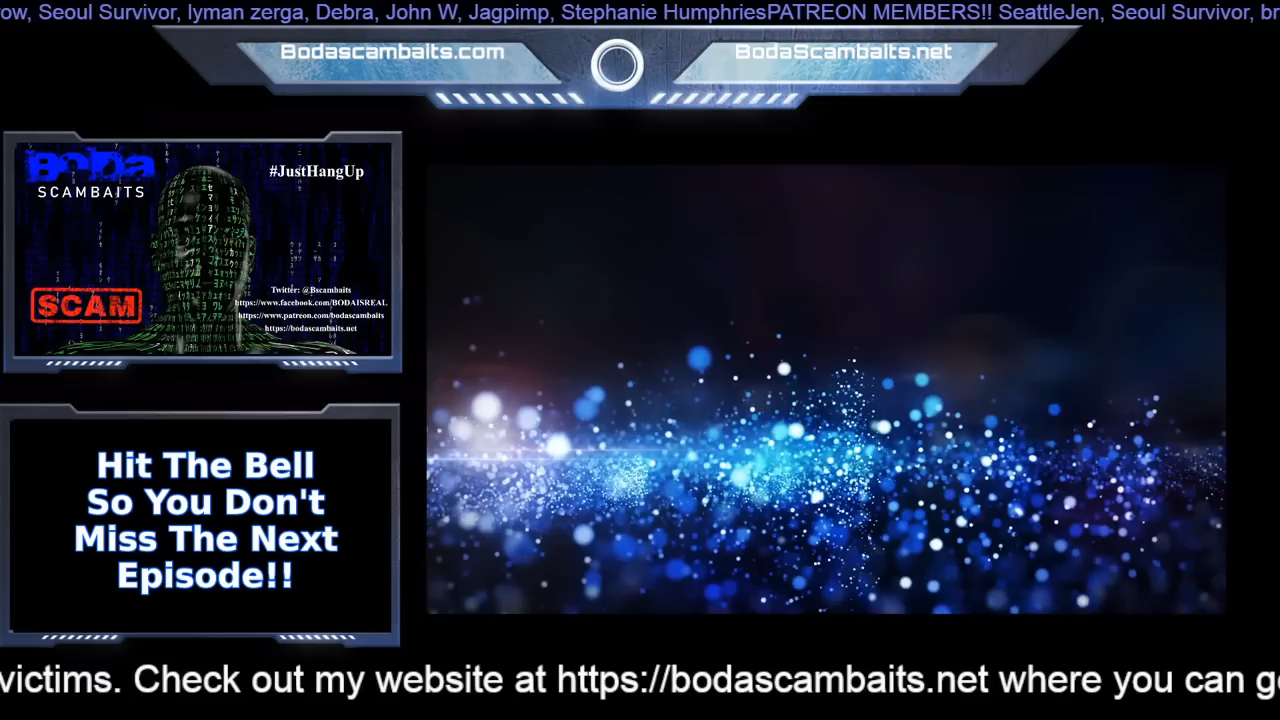 Seoul Survivor, lyman zerga, Debra, John W, Jagpimp, Stephanie HumphriesPATREON MEMBERS!! SeattleJen, Seoul Survivor,
Bodascambaits.com
BodaScambaits.net
Boda
SCAMBAITS
#JustHangUp
SCAM
Twitter: @Bscambaits
https://www.facebook.com/BODAISREAL
https://www.patreon.com/bodascambaits
https://bodascambaits.net
Hit The Bell
So You Don't
Miss The Next
Episode!!
victims. Check out my website at https://bodascambaits.net where you can